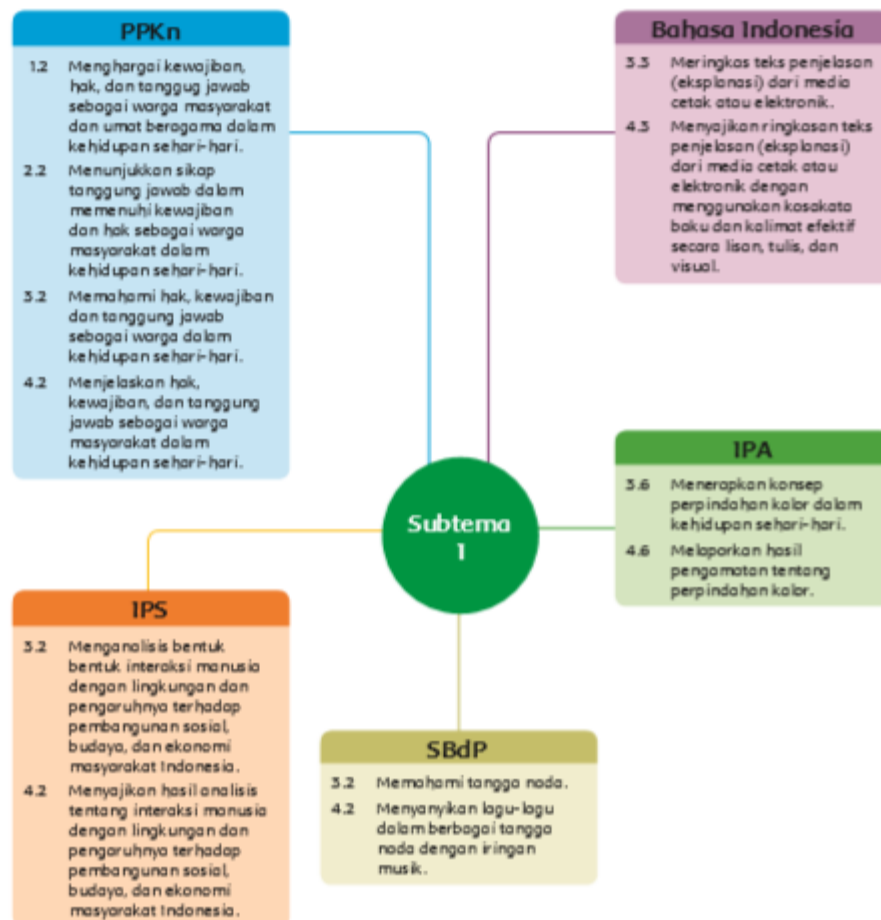 PPKn
1.2 Menghargai kewajiban,
hak, dan tanggug jawab
sebagai warga masyarakat
dan umat beragama dalam
kehidupan sehari-hari.
2.2 Menunjukkan sikap
tanggung jawab dalam
memenuhi kewajiban
dan hak sebagai warga
masyarakat dalam
kehidupan sehari-hari.
3.2 Memahami hak, kewajiban
dan tanggung jawab
sebagai warga dalam
kehidupan sehari-hari.
4.2 Menjelaskan hak,
kewajiban, dan tanggung
jawab sebagai warga
masyarakat dalam
kehidupan sehari-hari.
Bahasa Indonesia
3.3 Meringkas teks penjelasan
(eksplanasi) dari media
cetak atau elektronik.
4.3 Menyajikan ringkasan teks
penjelasan (eksplanasi)
dari media cetak atau
elektronik dengan
menggunakan kosakata
baku dan kalimat efektif
secara lisan, tulis, dan
visual.
Subtema
1
IPA
3.6 Menerapkan konsep
perpindahan kalor dalam
kehidupan sehari-hari.
4.6 Melaporkan hasil
pengamatan tentang
perpindahan kalor.
IPS
3.2 Menganalisis bentuk
bentuk interaksi manusia
dengan lingkungan dan
pengaruhnya terhadap
pembangunan sosial,
budaya, dan ekonomi
masyarakat Indonesia.
4.2 Menyajikan hasil analisis
tentang interaksi manusia
dengan lingkungan dan
pengaruhnya terhadap
pembangunan sosial,
budaya, dan ekonomi
masyarakat Indonesia.
SBdP
3.2 Memahami tangga nada.
4.2 Menyanyikan lagu-lagu
dalam berbagai tangga
nada dengan iringan
musik.